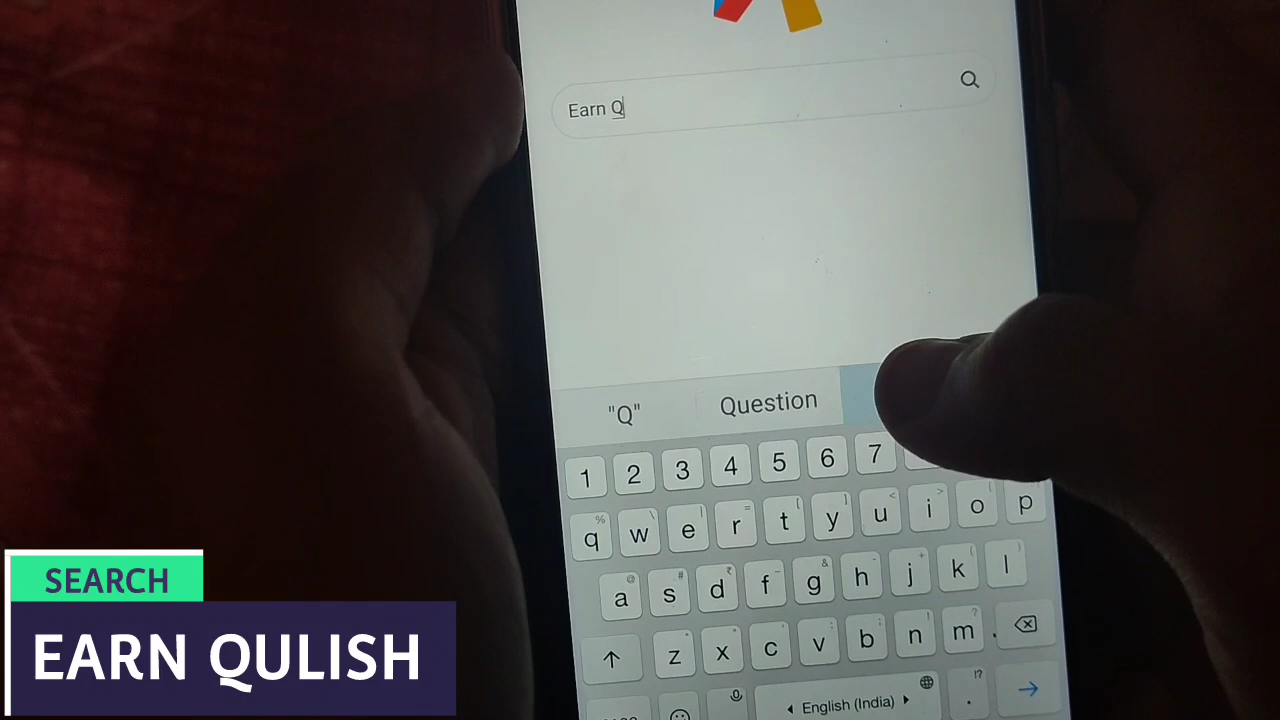 Earn Q
"Q" Question
1 2 3 4 5 6 7
% \ | = [ ] < > {
q w e r t y u i o p
@ # ₹ _ & - + ( )
a s d f g h j k l
z x c v b n m
!?
English (India) .
SEARCH
EARN QULISH